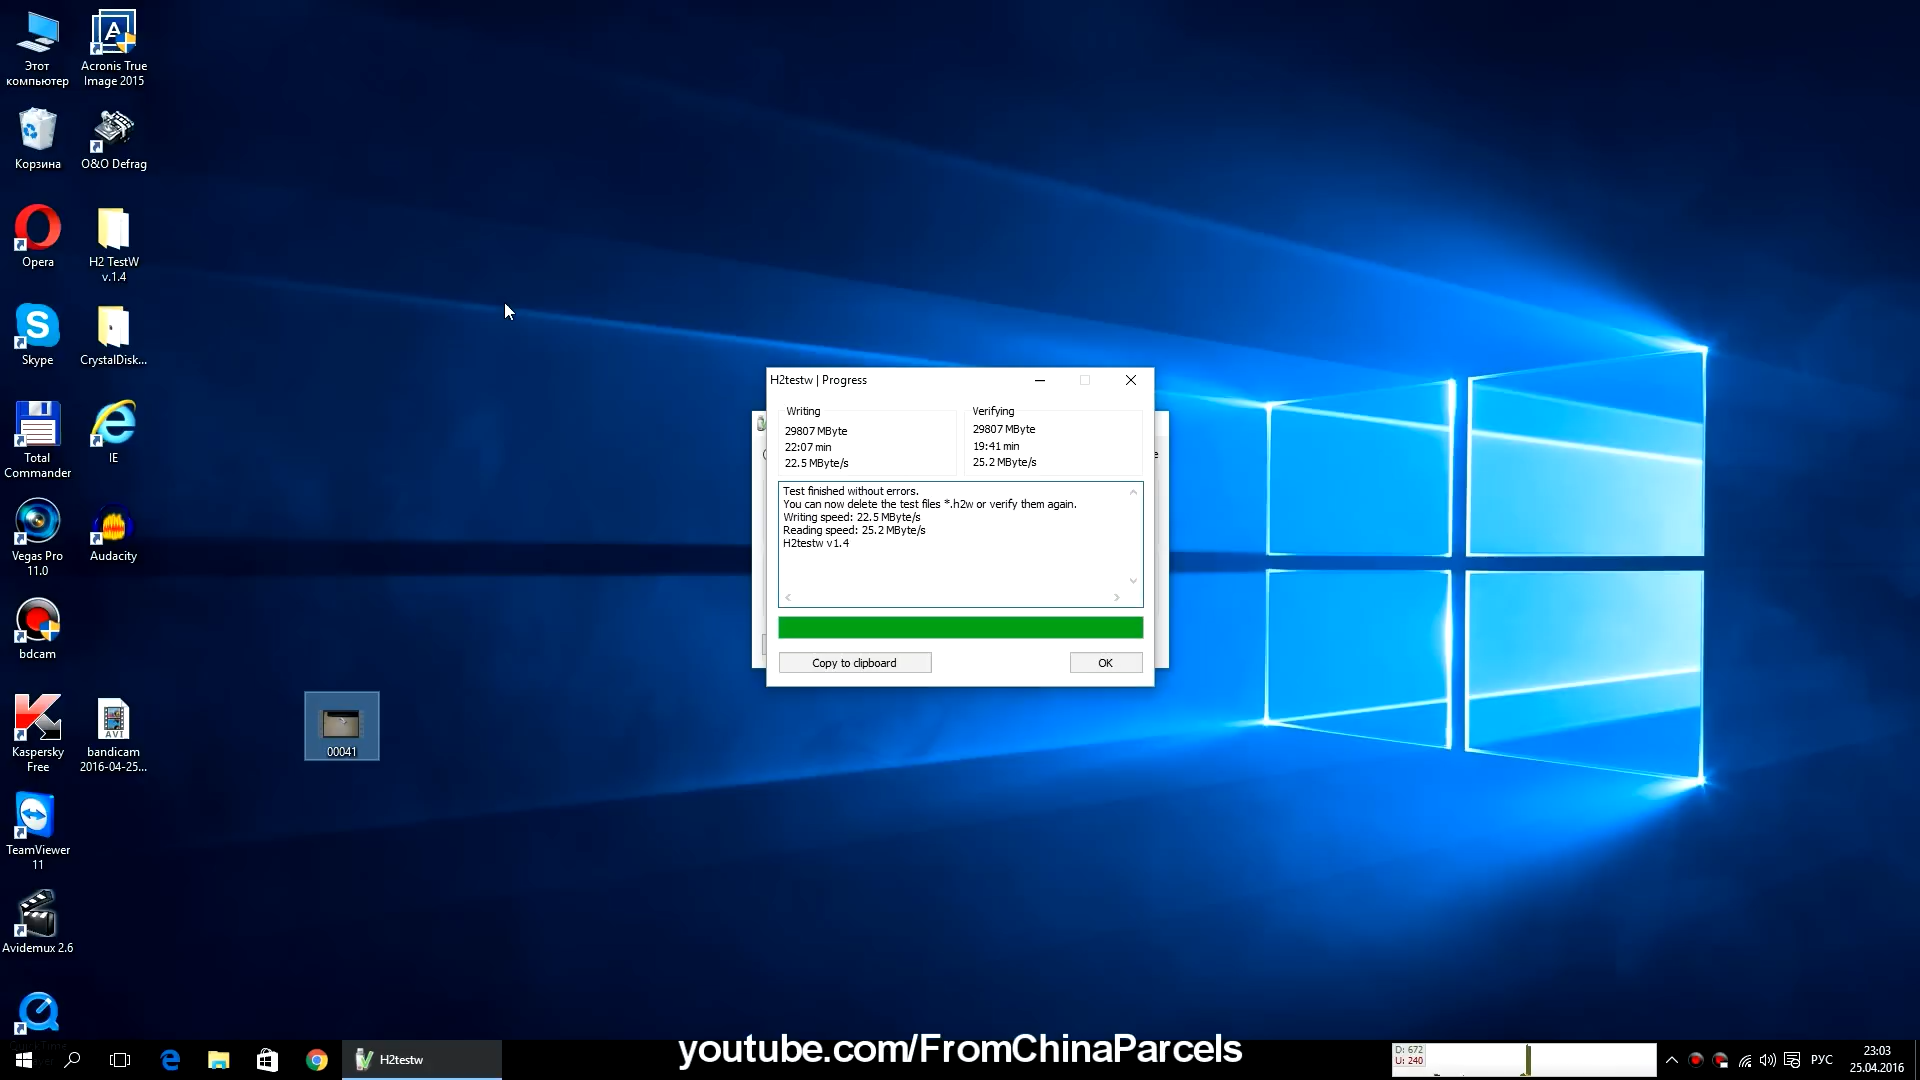 Этот
компьютер
Acronis True
Image 2015
Корзина
O&O Defrag
Opera
H2 TestW
v.1.4
Skype
CrystalDisk...
Total
Commander
IE
Vegas Pro
11.0
Audacity
bdcam
Kaspersky
Free
AVI
bandicam
2016-04-25...
TeamViewer
11
Avidemux 2.6
00041
H2testw | Progress
Writing
29807 MByte
22:07 min
22.5 MByte/s
Verifying
29807 MByte
19:41 min
25.2 MByte/s
Test finished without errors.
You can now delete the test files *.h2w or verify them again.
Writing speed: 22.5 MByte/s
Reading speed: 25.2 MByte/s
H2testw v1.4
Copy to clipboard
OK
H2testw
youtube.com/FromChinaParcels
D: 672
U: 240
РУС
23:03
25.04.2016